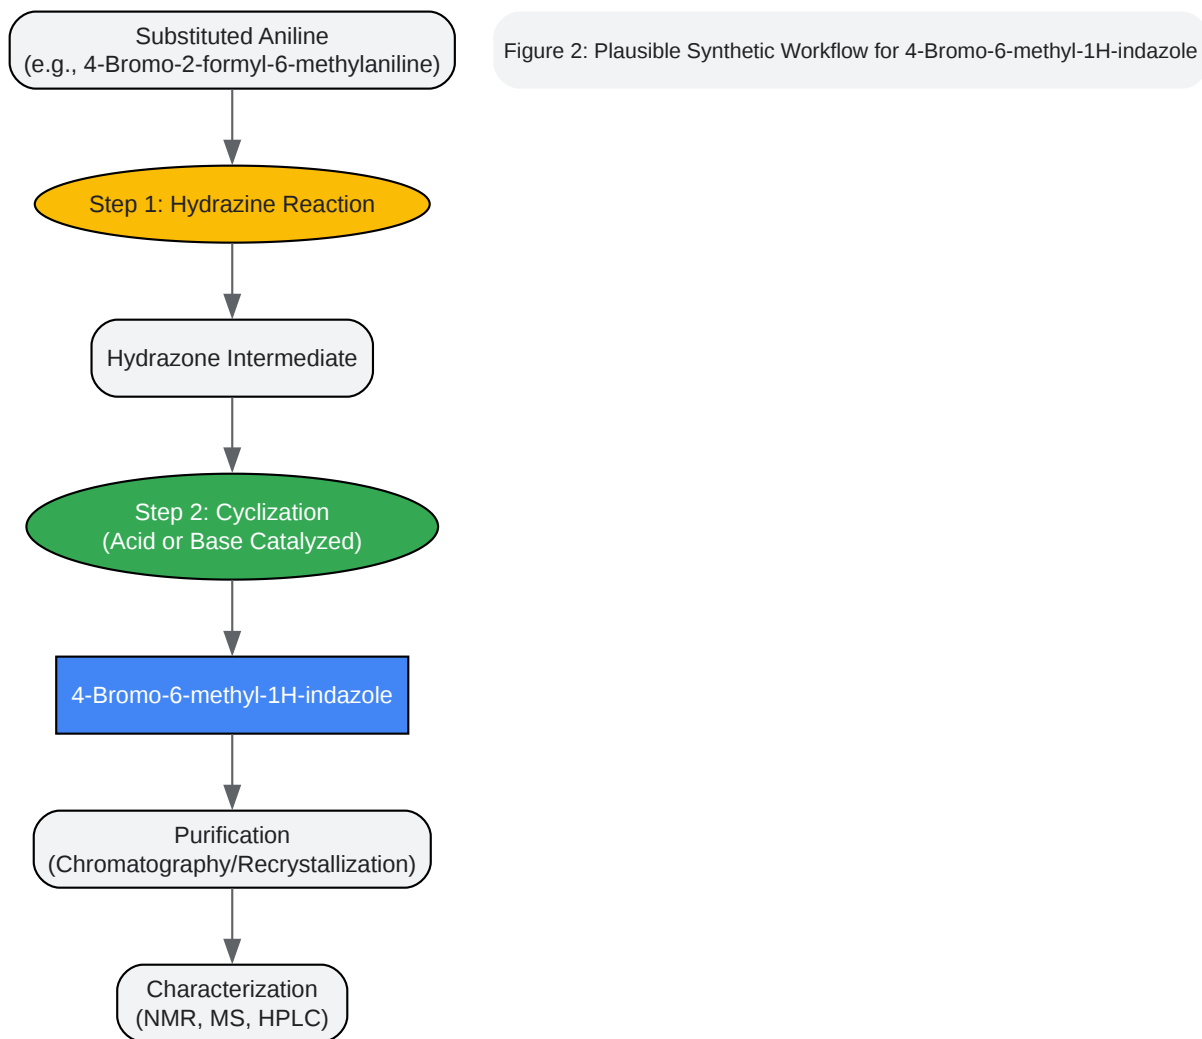 Substituted Aniline
(e.g., 4-Bromo-2-formyl-6-methylaniline)
Figure 2: Plausible Synthetic Workflow for 4-Bromo-6-methyl-1H-indazole
Step 1: Hydrazine Reaction
Hydrazone Intermediate
Step 2: Cyclization
(Acid or Base Catalyzed)
4-Bromo-6-methyl-1H-indazole
Purification
(Chromatography/Recrystallization)
Characterization
(NMR, MS, HPLC)